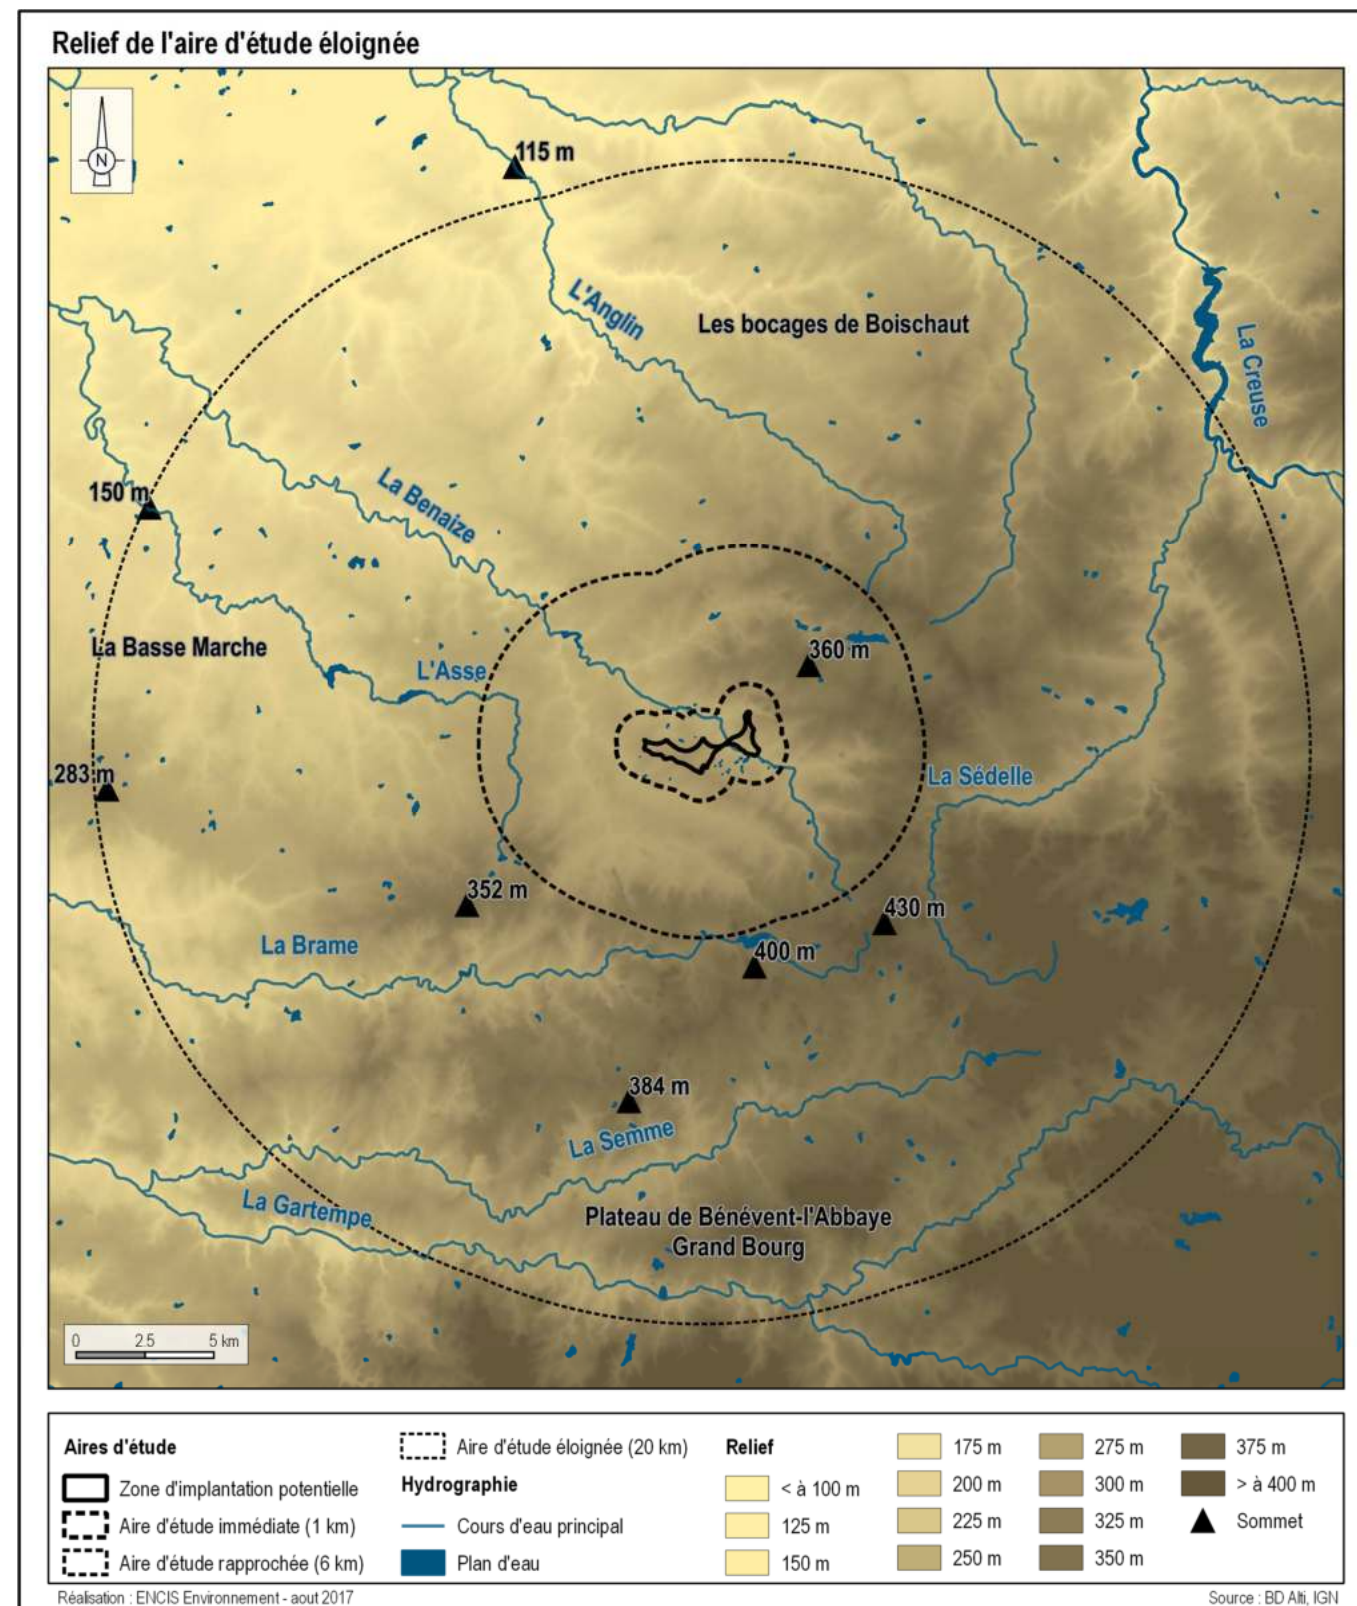 Relief de l'aire d'étude éloignée
N
115 m
L'Anglin
Les bocages de Boischaut
La Creuse
La Benaize
150 m
La Basse Marche
L'Asse
360 m
283 m
La Sédelle
352 m
430 m
La Brame
400 m
384 m
La Semme
La Gartempe
Plateau de Bénévent-l'Abbaye
Grand Bourg
0 2.5 5 km
Aires d'étude
Zone d'implantation potentielle
Aire d'étude immédiate (1 km)
Aire d'étude rapprochée (6 km)
Aire d'étude éloignée (20 km)
Hydrographie
Cours d'eau principal
Plan d'eau
Relief
< à 100 m
125 m
150 m
175 m
200 m
225 m
250 m
275 m
300 m
325 m
350 m
375 m
> à 400 m
Sommet
Réalisation : ENCIS Environnement - aout 2017
Source : BD Alti, IGN